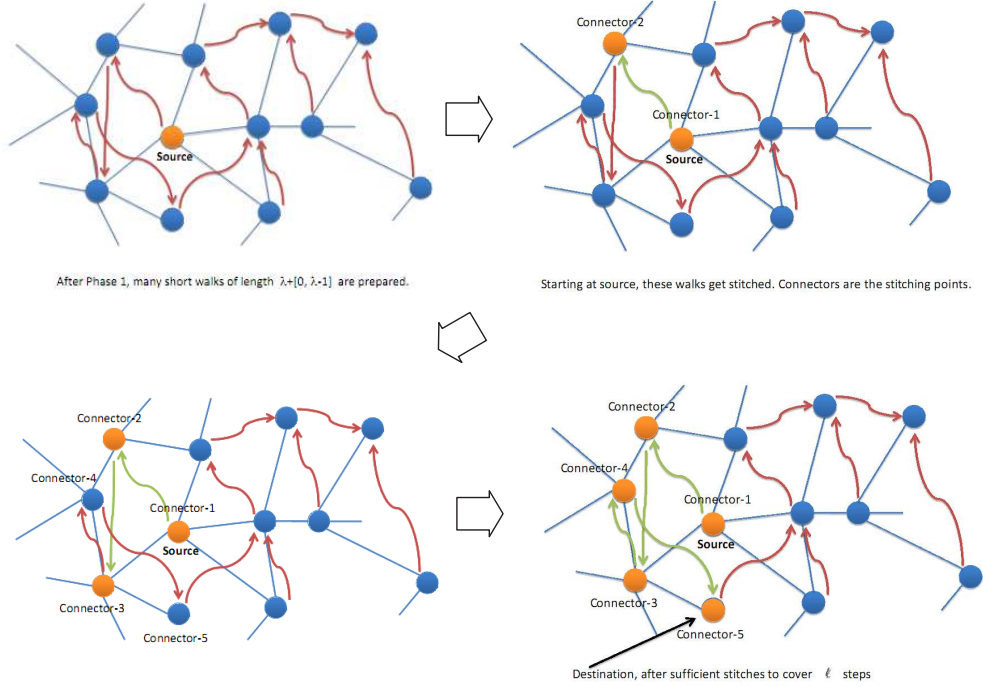 Source
After Phase 1, many short walks of length λ+[0, λ-1] are prepared.
Connector-2
Connector-1
Source
Starting at source, these walks get stitched. Connectors are the stitching points.
Connector-2
Connector-4
Connector-1
Source
Connector-3
Connector-5
Connector-2
Connector-4
Connector-1
Source
Connector-3
Connector-5
Destination, after sufficient stitches to cover ℓ steps